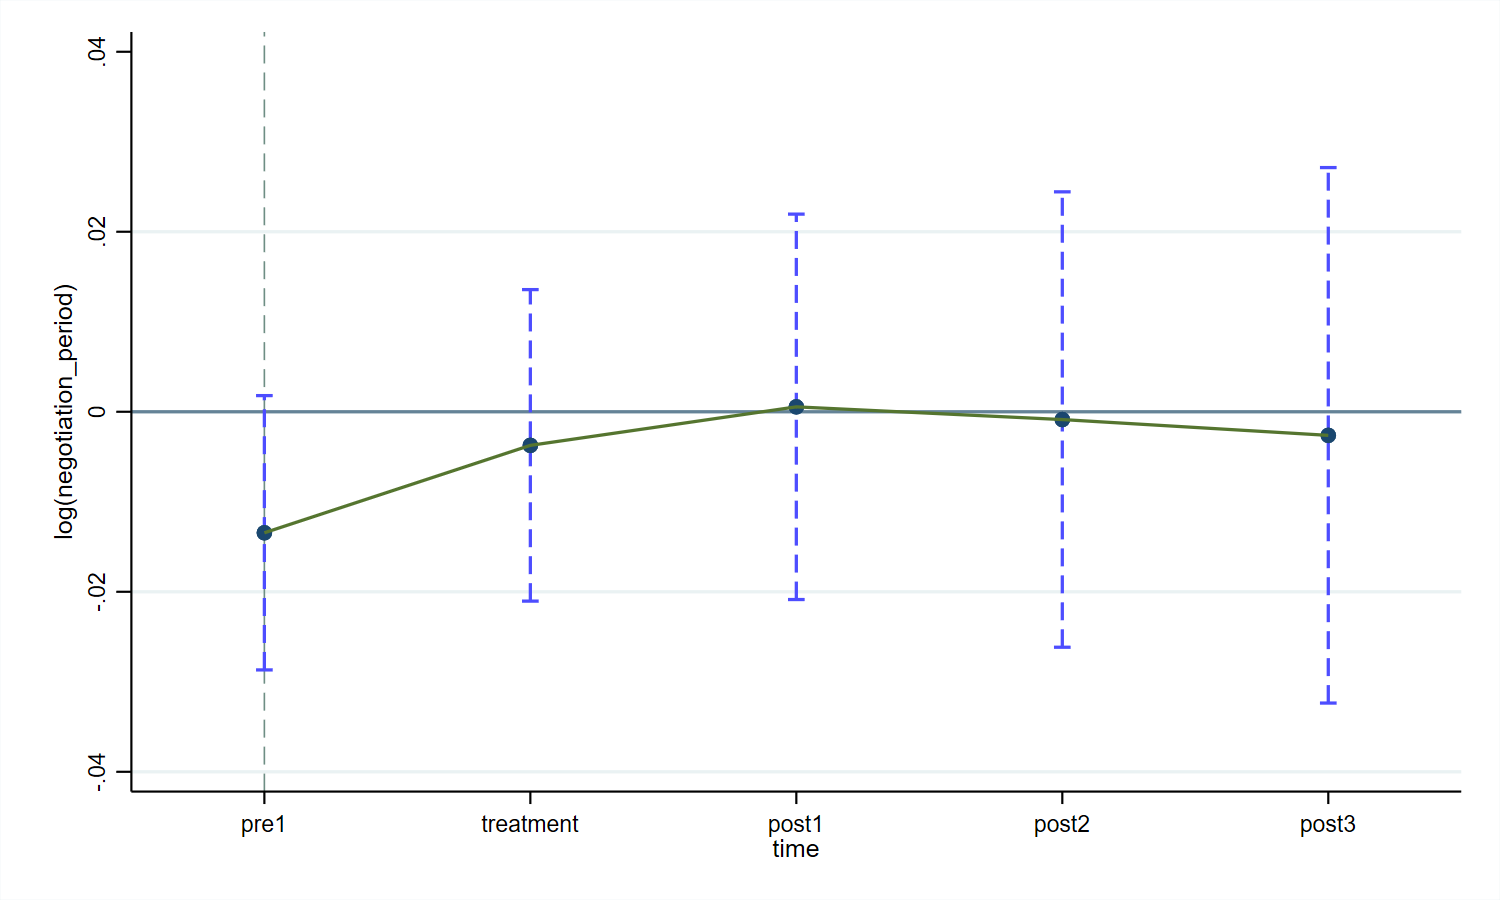 .04
.02
0
-.02
-.04
log(negotiation_period)
pre1
treatment
post1
post2
post3
time